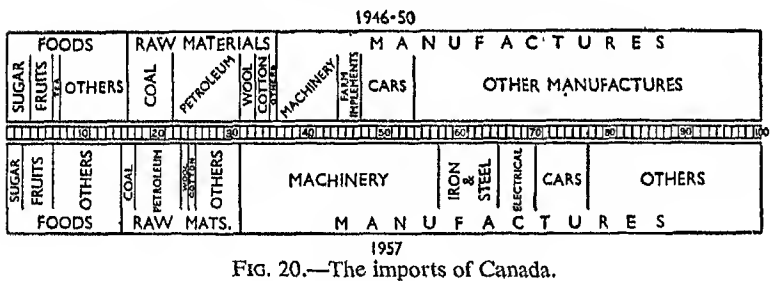 1946-50
FOODS RAW MATERIALS MANUFACTURES
SUGAR FRUITS TEA OTHERS COAL PETROLEUM WOOL COTTON OTHERS MACHINERY FARM IMPLEMENTS CARS OTHER MANUFACTURES
10 20 30 40 50 60 70 80 90 100
SUGAR FRUITS OTHERS COAL PETROLEUM WOOL COTTON OTHERS MACHINERY IRON & STEEL ELECTRICAL CARS OTHERS
FOODS RAW MATS. MANUFACTURES
1957
FIG. 20.—The imports of Canada.